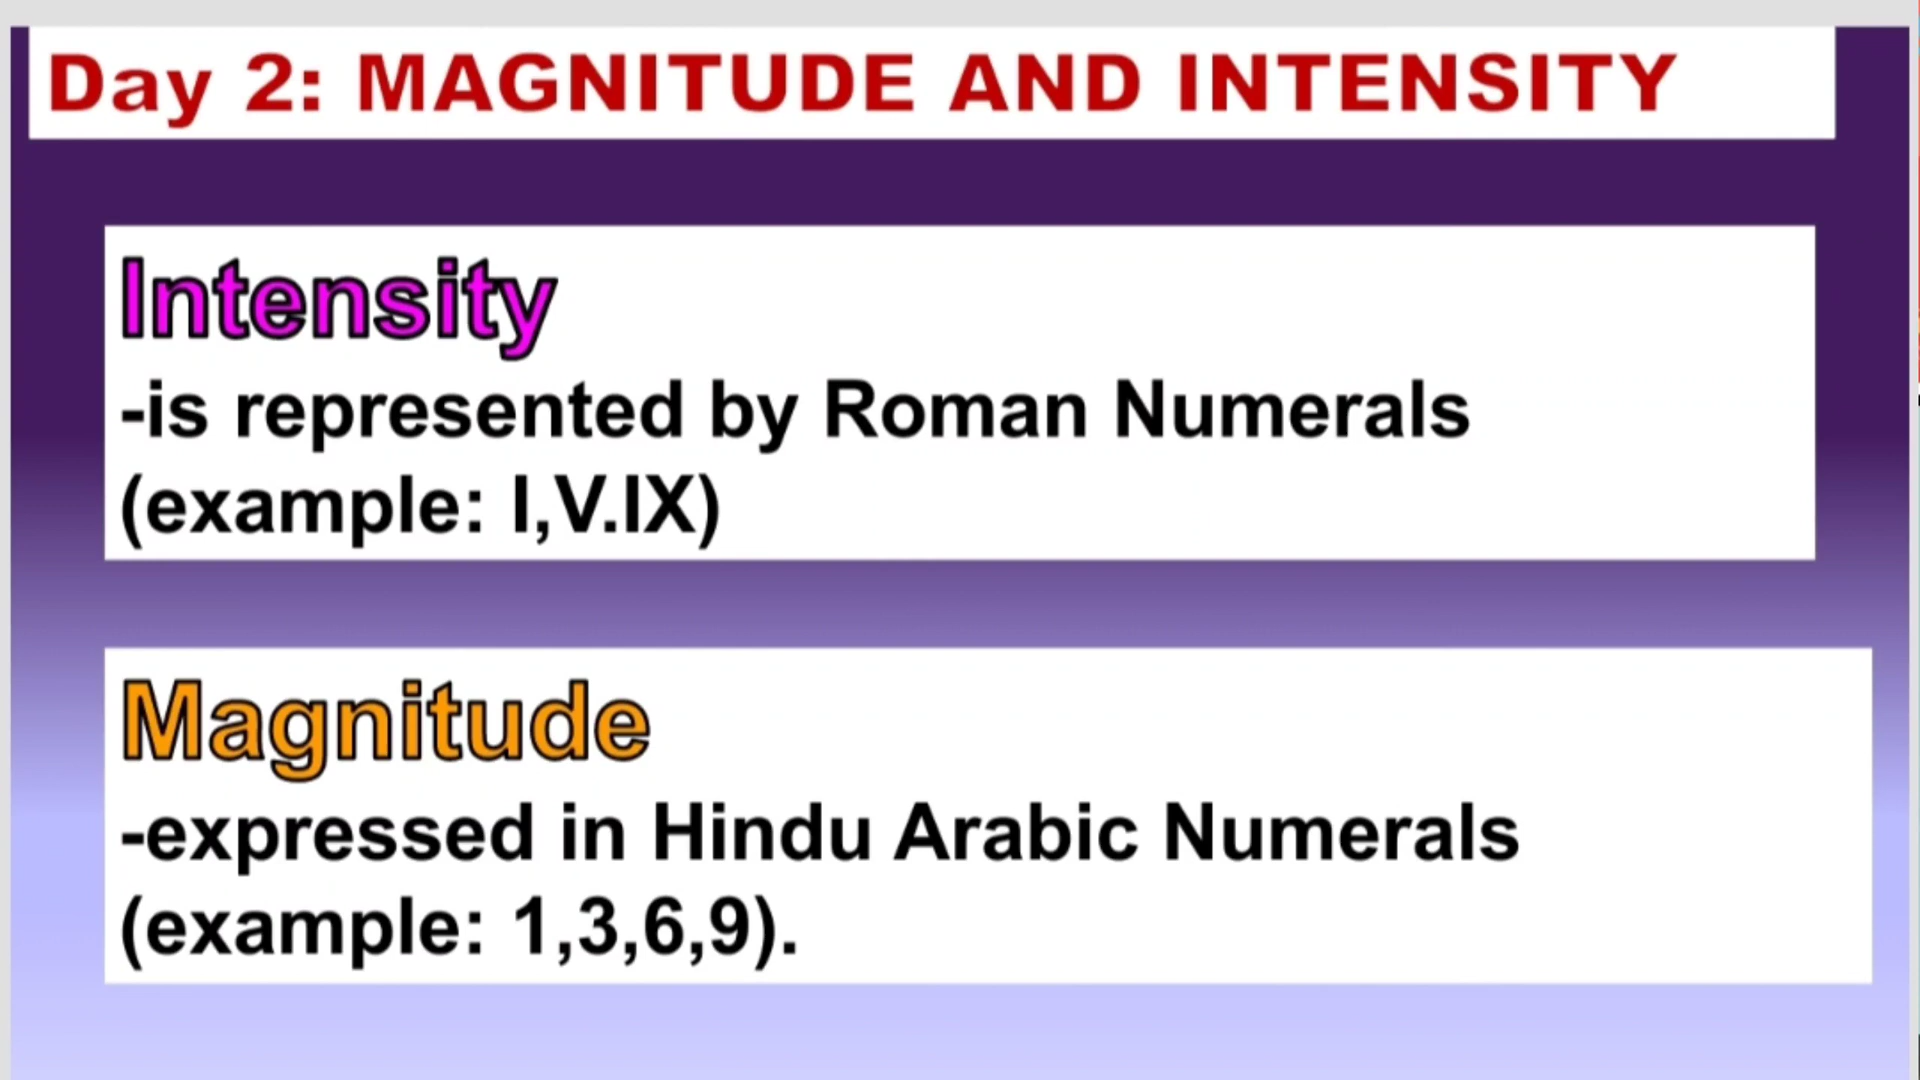 Day 2: MAGNITUDE AND INTENSITY
Intensity
-is represented by Roman Numerals
(example: I,V.IX)
Magnitude
-expressed in Hindu Arabic Numerals
(example: 1,3,6,9).